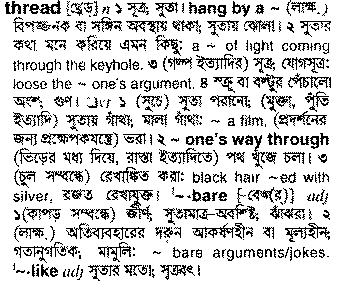 thread [থ্রেড্] n ১ সূত্র; সুতা। hang by a ~ (লাক্ষ.)
বিপজ্জনক বা সঙ্গিন অবস্থায় থাকা; সুতায় ঝোলা। ২ সুতার
কথা মনে করিয়ে দেয় এমন কিছু: a ~ of light coming
through the keyhole. ৩ (গল্প ইত্যাদির) সূত্র; যোগসূত্র:
loose the ~ one's argument. ৪ স্ক্রু বা বল্টুর পেঁচালো
অংশ; গুণ। ১ (সুচে) সুতা পরানো; (মুক্তা, পুঁতি
ইত্যাদি) সুতায় গাঁথা; মালা গাঁথা: ~ a film, (প্রদর্শনের
জন্য প্রক্ষেপকযন্ত্রে) ভরা। ২ ~ one's way through
(ভিড়ের মধ্য দিয়ে, রাস্তা ইত্যাদিতে) পথ খুঁজে চলা। ৩
(চুল সম্বন্ধে) রেখাঙ্কিত করা: black hair ~ed with
silver, রজত রেখাযুক্ত। '~-bare [-বেঅ(র্)] adj
১ (কাপড় সম্বন্ধে) জীর্ণ, সুতামাত্র-অবশিষ্ট; ঝাঁঝরা। ২
(লাক্ষ.) অতিব্যবহারের দরুন আকর্ষণহীন বা মূল্যহীন;
গতানুগতিক; মামুলি: ~ bare arguments/jokes.
'~-like adj সুতার মতো; সূত্রবৎ।